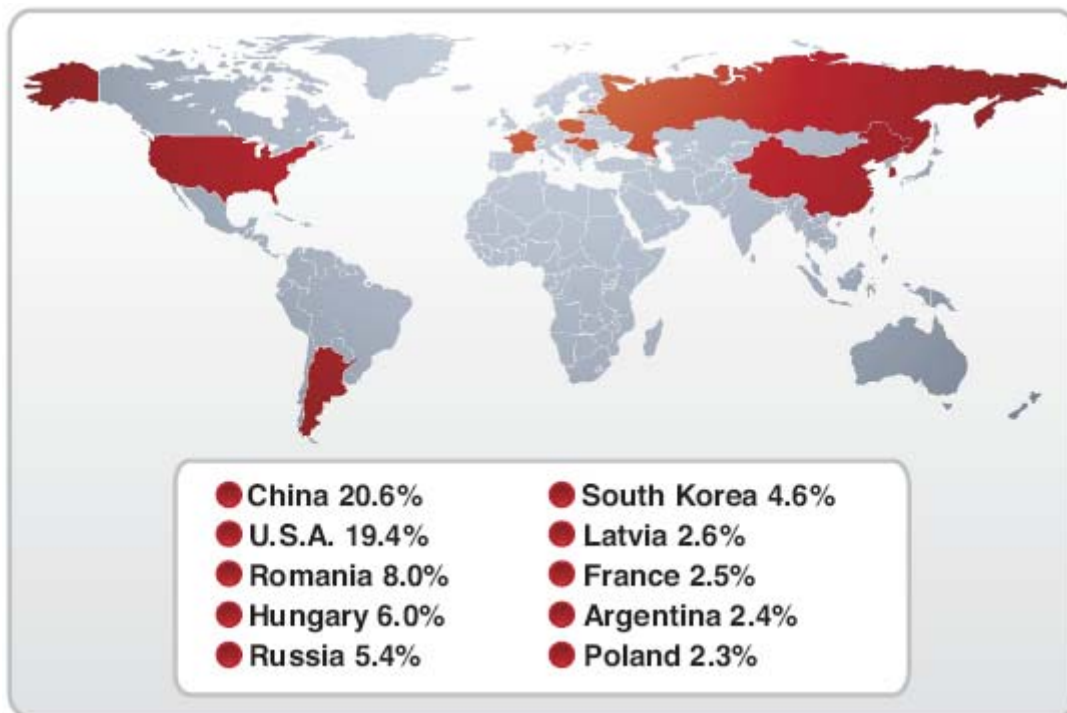 China 20.6%
U.S.A. 19.4%
Romania 8.0%
Hungary 6.0%
Russia 5.4%
South Korea 4.6%
Latvia 2.6%
France 2.5%
Argentina 2.4%
Poland 2.3%